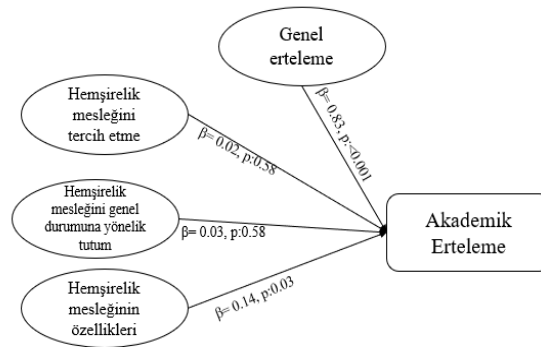 Genel
erteleme
β= 0.83, p:<0.001
Hemşirelik
mesleğini
tercih etme
β= 0.02, p:0.58
Hemşirelik
mesleğini genel
durumuna yönelik
tutum
β= 0.03, p:0.58
Akademik
Erteleme
Hemşirelik
mesleğinin
özellikleri
β= 0.14, p:0.03